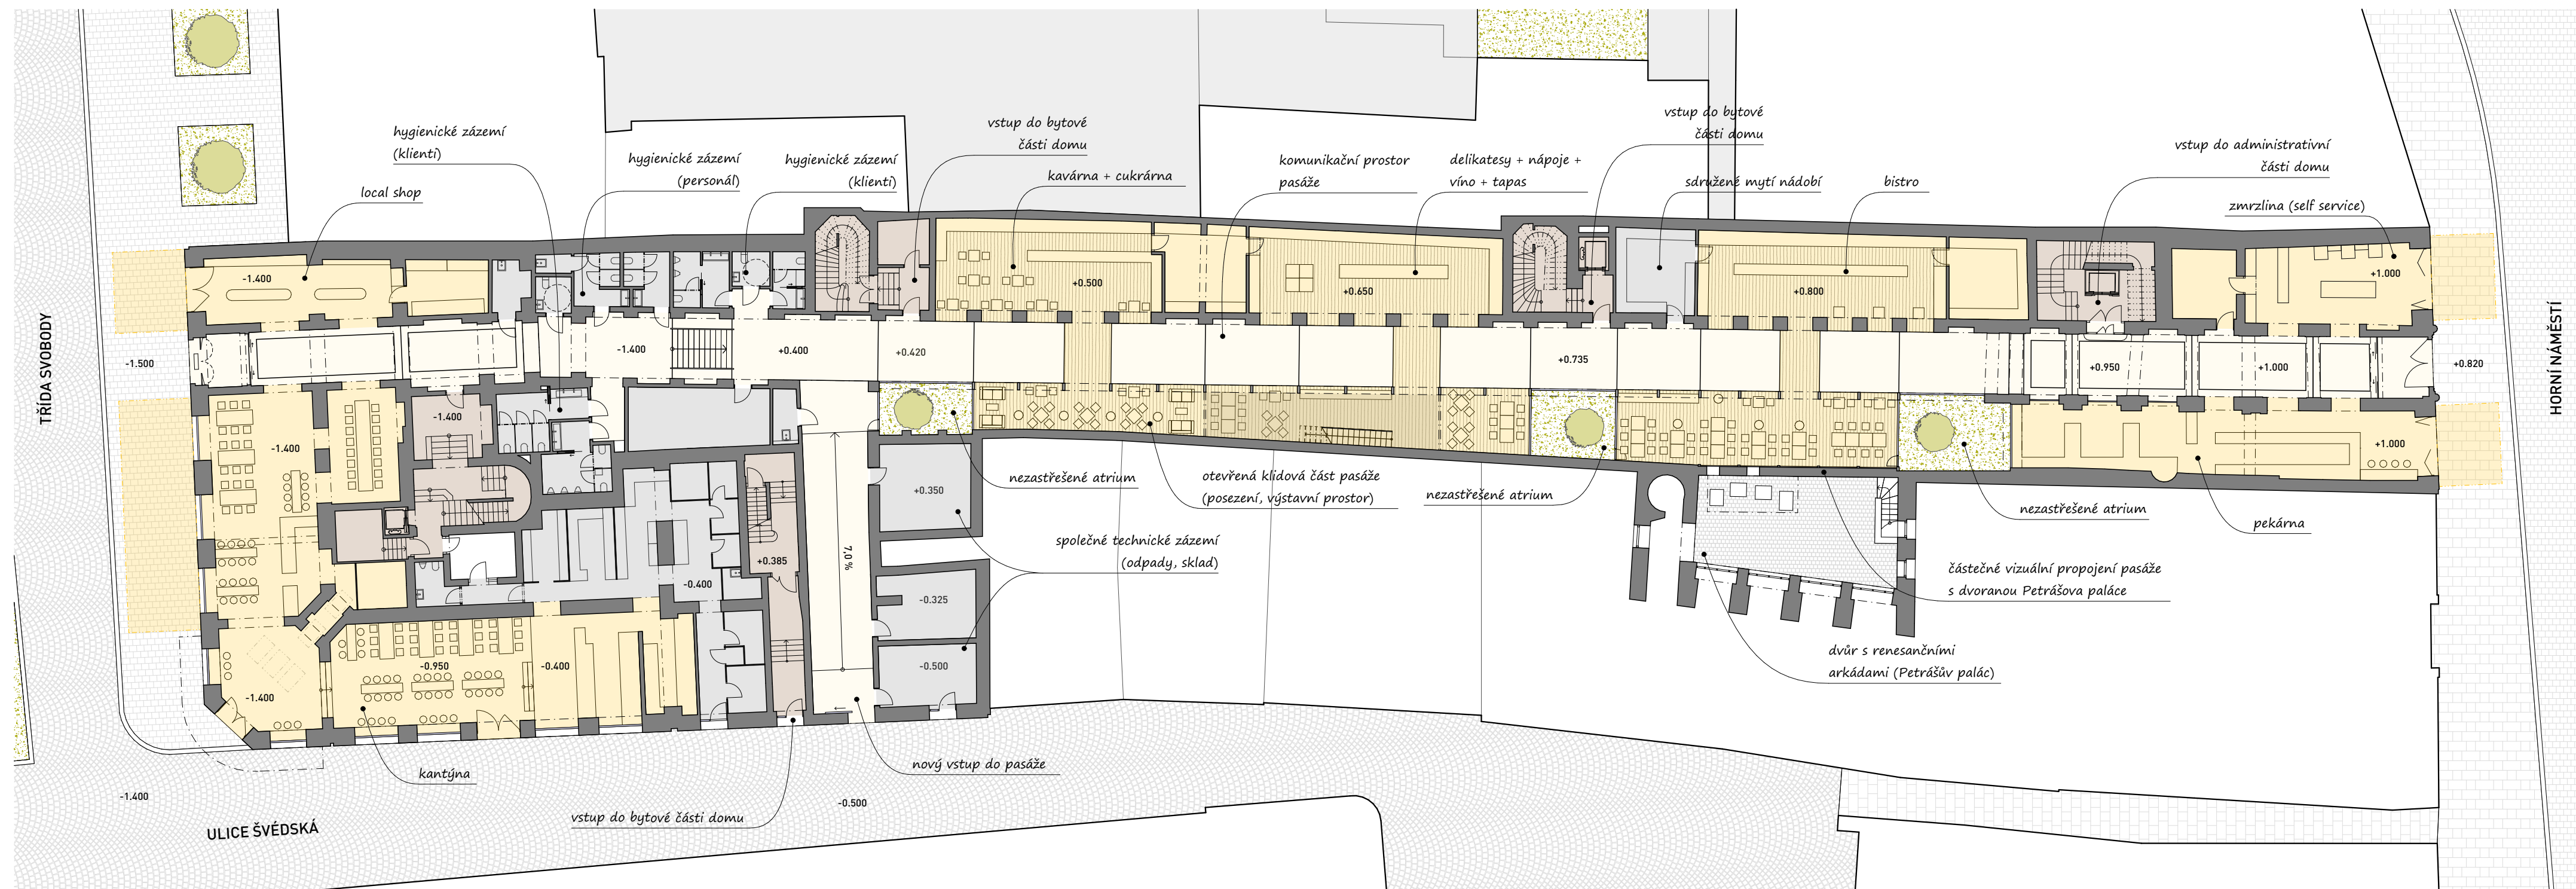 hygienické zázemí
(klienti)
local shop
hygienické zázemí
(personál)
hygienické zázemí
(klienti)
vstup do bytové
části domu
kavárna + cukrárna
komunikační prostor
pasáže
delikatesy + nápoje +
víno + tapas
vstup do bytové
části domu
sdružené mytí nádobí
bistro
vstup do administrativní
části domu
zmrzlina (self service)
TŘÍDA SVOBODY
HORNÍ NÁMĚSTÍ
-1.400
+0.500
+0.650
+0.800
+1.000
-1.500
-1.400
+0.400
+0.420
+0.735
+0.950
+1.000
+0.820
-1.400
-1.400
+1.000
nezastřešené atrium
otevřená klidová část pasáže
(posezení, výstavní prostor)
nezastřešené atrium
nezastřešené atrium
pekárna
+0.350
společné technické zázemí
(odpady, sklad)
7,0 %
+0.385
-0.400
-0.325
částečné vizuální propojení pasáže
s dvoranou Petrášova paláce
dvůr s renesančními
arkádami (Petrášův palác)
-0.950
-0.400
-0.500
-1.400
kantýna
nový vstup do pasáže
vstup do bytové části domu
-1.400
-0.500
ULICE ŠVÉDSKÁ